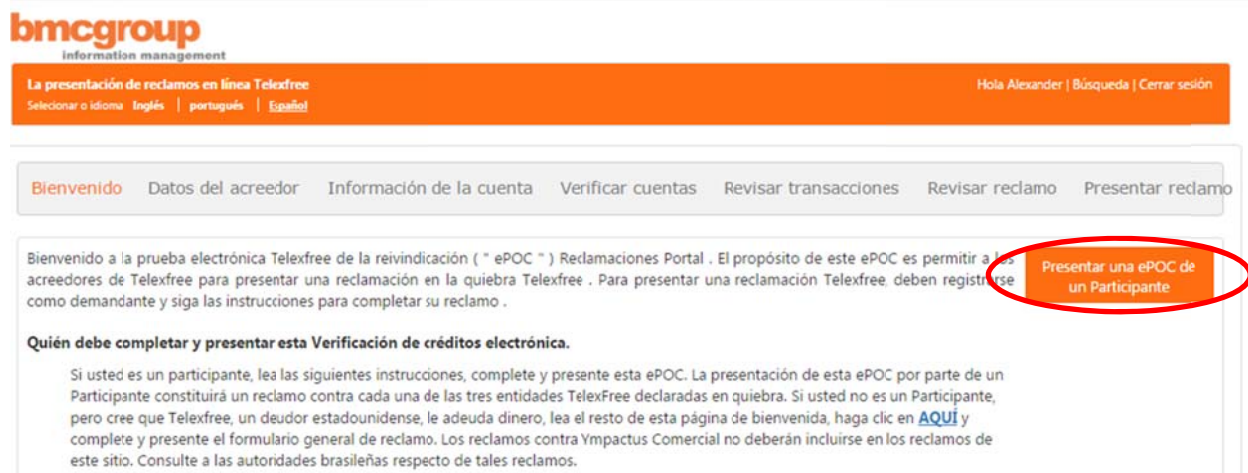 bmcgroup
information management
La presentación de reclamos en línea Telexfree
Hola Alexander | Búsqueda | Cerrar sesión
Selecionar o idioma Inglés | portugués | Español
Bienvenido Datos del acreedor Información de la cuenta Verificar cuentas Revisar transacciones Revisar reclamo Presentar reclamo
Bienvenido a la prueba electrónica Telexfree de la reivindicación ( " ePOC " ) Reclamaciones Portal . El propósito de este ePOC es permitir a los
acreedores de Telexfree para presentar una reclamación en la quiebra Telexfree . Para presentar una reclamación Telexfree, deben registrarse
como demandante y siga las instrucciones para completar su reclamo .
Presentar una ePOC de
un Participante
Quién debe completar y presentar esta Verificación de créditos electrónica.
Si usted es un participante, lea las siguientes instrucciones, complete y presente esta ePOC. La presentación de esta ePOC por parte de un
Participante constituirá un reclamo contra cada una de las tres entidades TelexFree declaradas en quiebra. Si usted no es un Participante,
pero cree que Telexfree, un deudor estadounidense, le adeuda dinero, lea el resto de esta página de bienvenida, haga clic en AQUÍ y
complete y presente el formulario general de reclamo. Los reclamos contra Ympactus Comercial no deberán incluirse en los reclamos de
este sitio. Consulte a las autoridades brasileñas respecto de tales reclamos.